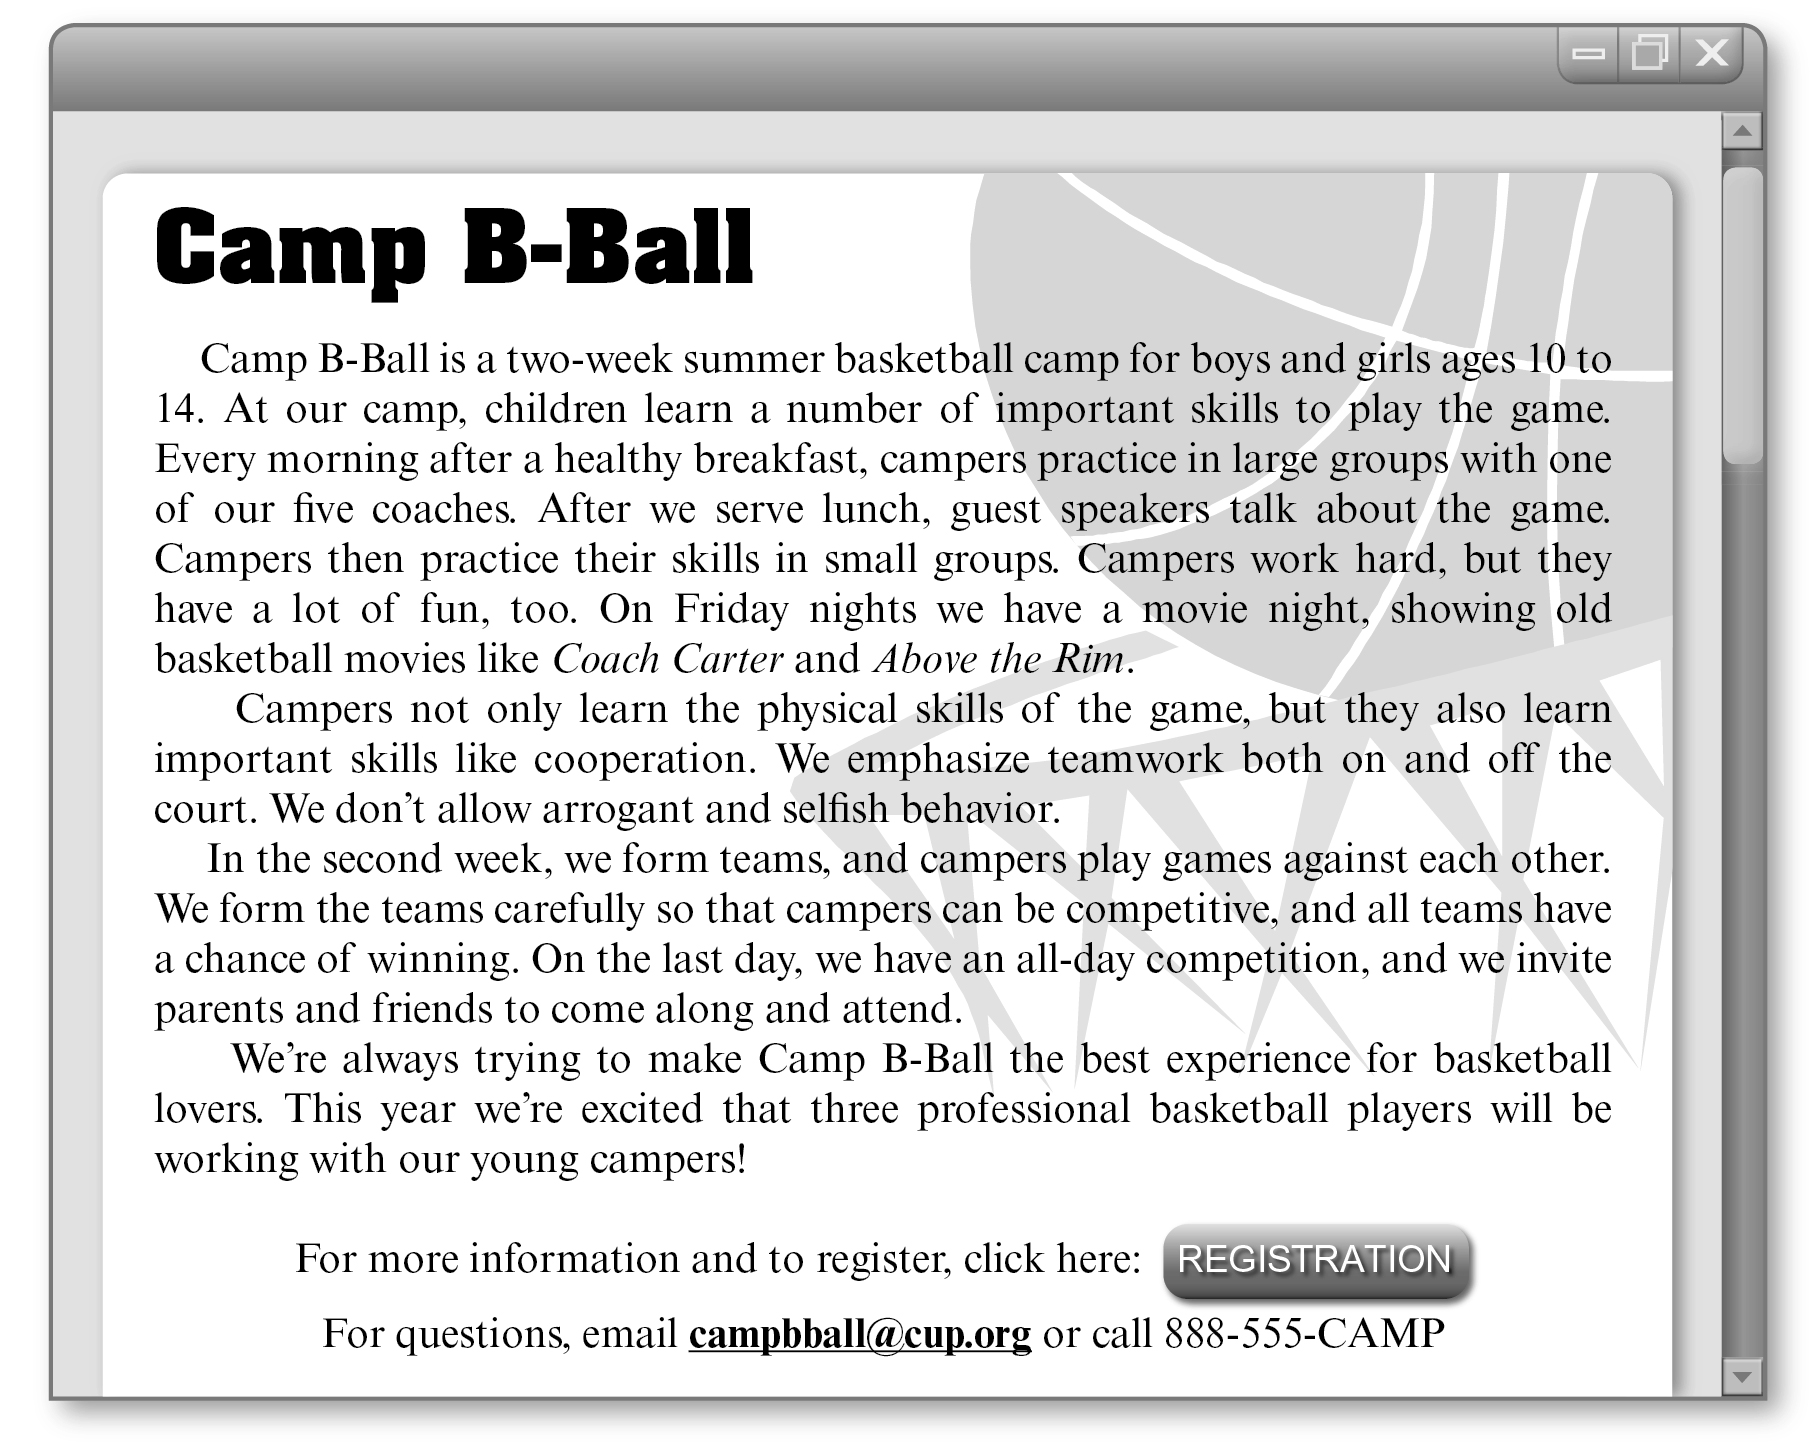 Camp B-Ball
Camp B-Ball is a two-week summer basketball camp for boys and girls ages 10 to
14. At our camp, children learn a number of important skills to play the game.
Every morning after a healthy breakfast, campers practice in large groups with one
of our five coaches. After we serve lunch, guest speakers talk about the game.
Campers then practice their skills in small groups. Campers work hard, but they
have a lot of fun, too. On Friday nights we have a movie night, showing old
basketball movies like Coach Carter and Above the Rim.
Campers not only learn the physical skills of the game, but they also learn
important skills like cooperation. We emphasize teamwork both on and off the
court. We don’t allow arrogant and selfish behavior.
In the second week, we form teams, and campers play games against each other.
We form the teams carefully so that campers can be competitive, and all teams have
a chance of winning. On the last day, we have an all-day competition, and we invite
parents and friends to come along and attend.
We’re always trying to make Camp B-Ball the best experience for basketball
lovers. This year we’re excited that three professional basketball players will be
working with our young campers!
For more information and to register, click here: REGISTRATION
For questions, email campbball@cup.org or call 888-555-CAMP